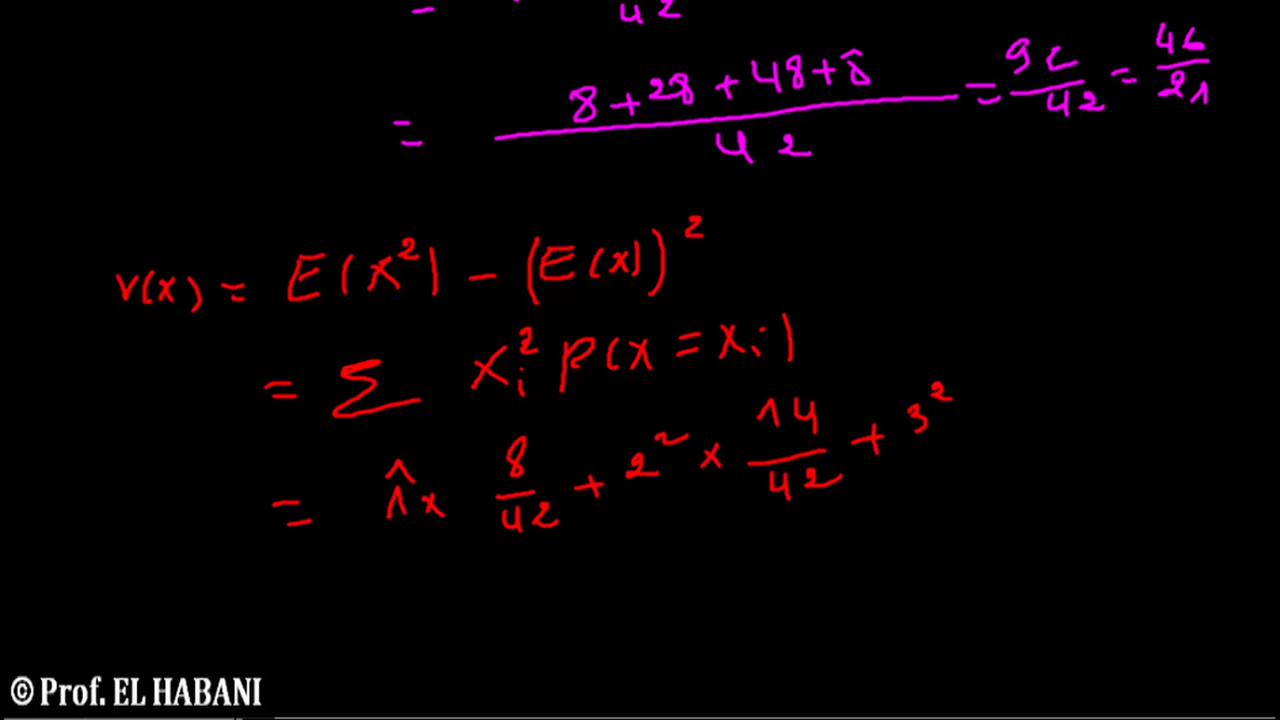 = 42
= (8 + 28 + 48 + 8)/42 = 92/42 = 46/21
V(x) = E(x²) - (E(x))²
= Σ xᵢ² P(x = xᵢ)
= 1² × 8/42 + 2² × 14/42 + 3²
© Prof. EL HABANI